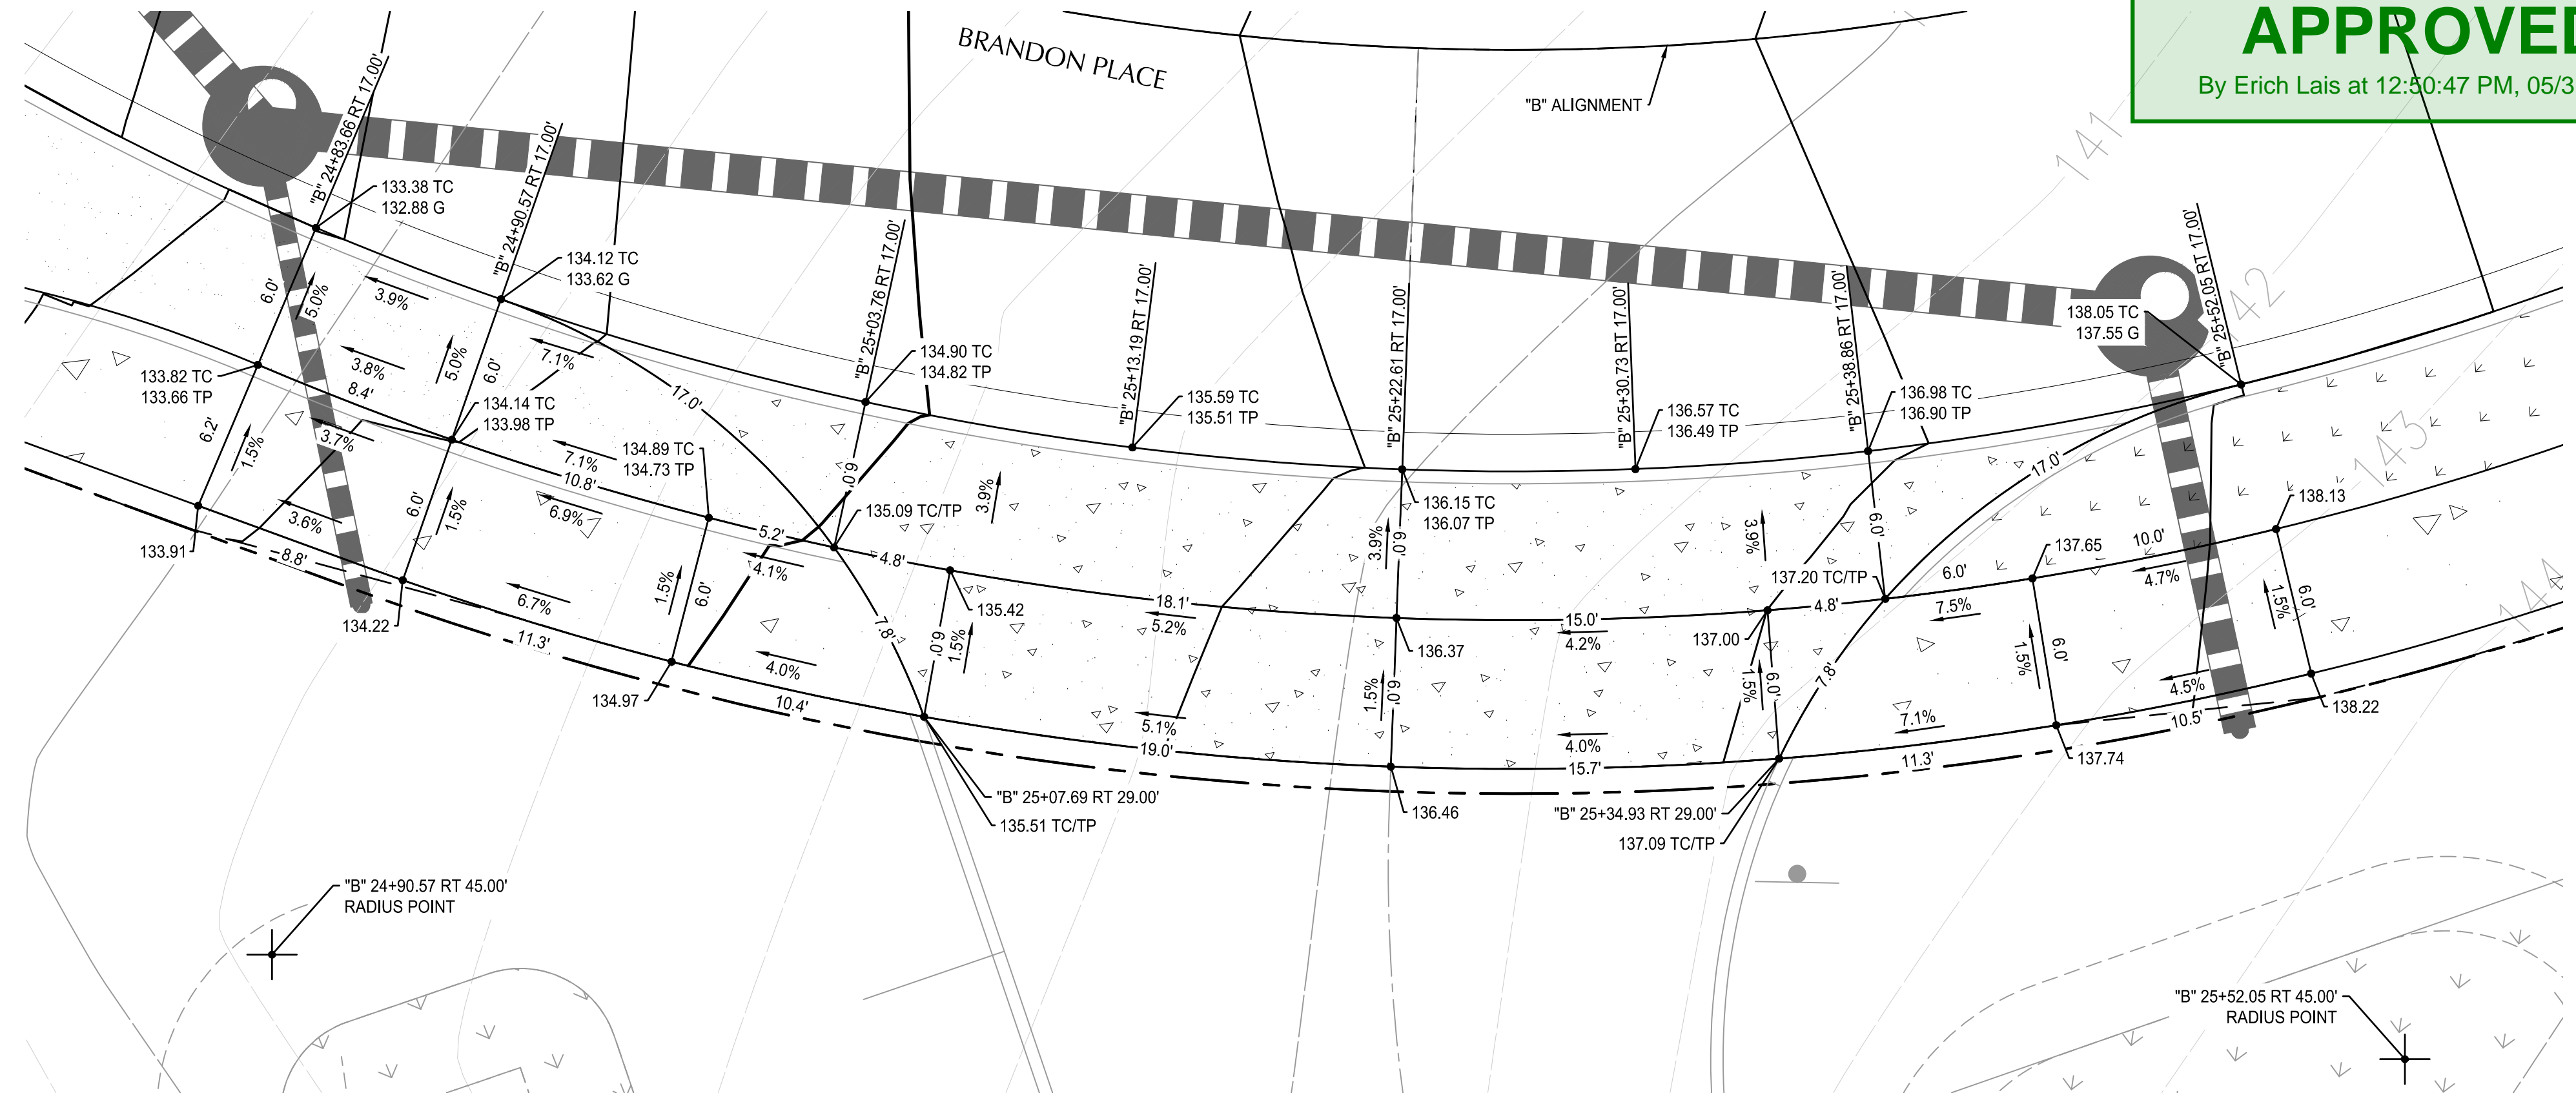 APPROVED
By Erich Lais at 12:50:47 PM, 05/3
BRANDON PLACE
"B" ALIGNMENT
141
142
143
144
"B" 24+83.66 RT 17.00'
"B" 24+90.57 RT 17.00'
"B" 25+03.76 RT 17.00'
"B" 25+13.19 RT 17.00'
"B" 25+22.61 RT 17.00'
"B" 25+30.73 RT 17.00'
"B" 25+38.86 RT 17.00'
"B" 25+52.05 RT 17.00'
133.38 TC
132.88 G
134.12 TC
133.62 G
134.90 TC
134.82 TP
135.59 TC
135.51 TP
136.15 TC
136.07 TP
136.57 TC
136.49 TP
136.98 TC
136.90 TP
138.05 TC
137.55 G
6.0'
5.0%
3.9%
3.8%
8.4'
5.0%
6.0'
7.1%
17.0'
133.82 TC
133.66 TP
134.14 TC
133.98 TP
134.89 TC
134.73 TP
135.09 TC/TP
6.2'
1.5%
3.7%
7.1%
10.8'
6.9%
5.2'
4.8'
4.1%
6.0'
3.9%
3.9%
6.0'
3.9%
6.0'
17.0'
138.13
137.65
137.20 TC/TP
10.0'
4.7%
6.0'
7.5%
4.8'
137.00
15.0'
4.2%
18.1'
5.2%
135.42
136.37
3.6%
8.8'
133.91
6.0'
1.5%
134.22
6.7%
11.3'
1.5%
6.0'
134.97
4.0%
10.4'
7.8'
6.0'
1.5%
5.1%
19.0'
1.5%
6.0'
4.0%
15.7'
1.5%
6.0'
7.8'
7.1%
11.3'
1.5%
6.0'
4.5%
10.5'
1.5%
6.0'
138.22
137.74
"B" 25+07.69 RT 29.00'
135.51 TC/TP
136.46
"B" 25+34.93 RT 29.00'
137.09 TC/TP
"B" 24+90.57 RT 45.00'
RADIUS POINT
"B" 25+52.05 RT 45.00'
RADIUS POINT